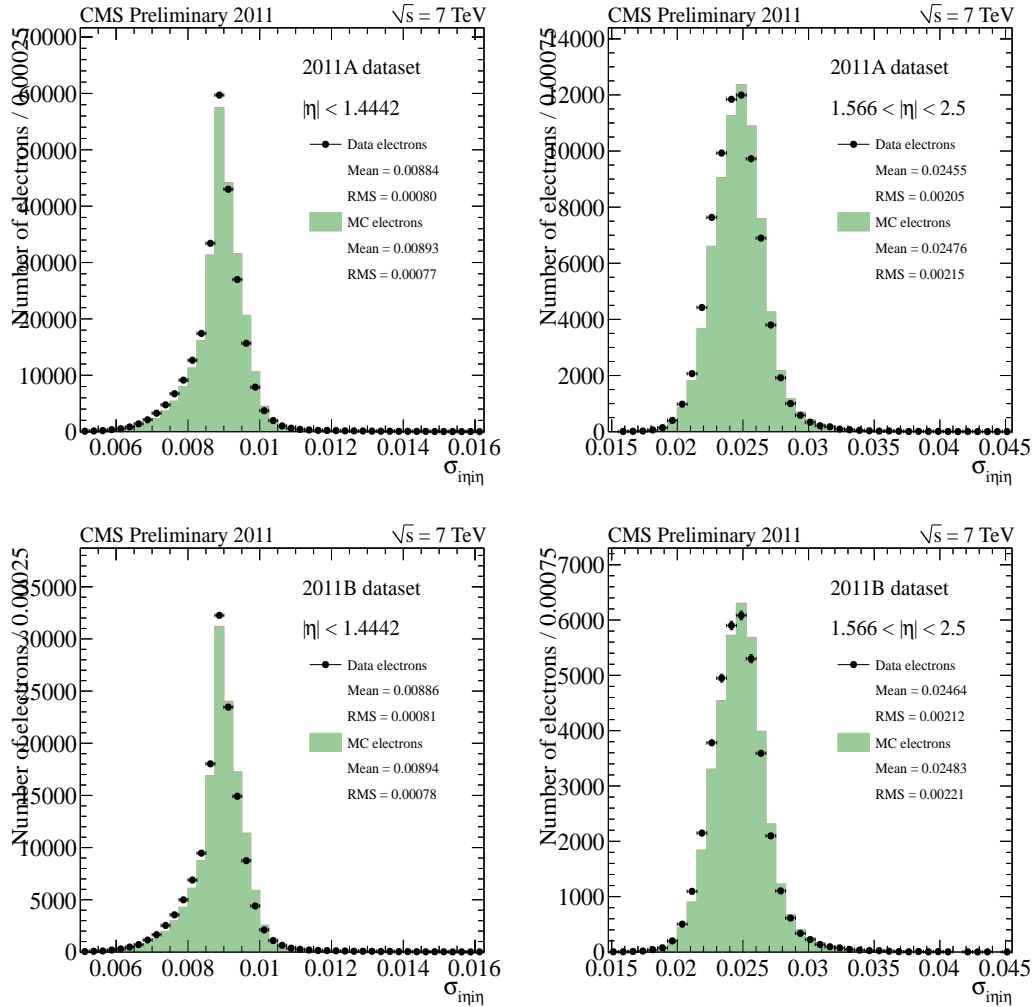 CMS Preliminary 2011 √s = 7 TeV
Number of electrons / 0.00025
70000
60000
50000
40000
30000
20000
10000
0
2011A dataset
|η| < 1.4442
Data electrons
Mean = 0.00884
RMS = 0.00080
MC electrons
Mean = 0.00893
RMS = 0.00077
0.006 0.008 0.01 0.012 0.014 0.016
σiηiη
CMS Preliminary 2011 √s = 7 TeV
Number of electrons / 0.00075
14000
12000
10000
8000
6000
4000
2000
0
2011A dataset
1.566 < |η| < 2.5
Data electrons
Mean = 0.02455
RMS = 0.00205
MC electrons
Mean = 0.02476
RMS = 0.00215
0.015 0.02 0.025 0.03 0.035 0.04 0.045
σiηiη
CMS Preliminary 2011 √s = 7 TeV
Number of electrons / 0.00025
35000
30000
25000
20000
15000
10000
5000
0
2011B dataset
|η| < 1.4442
Data electrons
Mean = 0.00886
RMS = 0.00081
MC electrons
Mean = 0.00894
RMS = 0.00078
0.006 0.008 0.01 0.012 0.014 0.016
σiηiη
CMS Preliminary 2011 √s = 7 TeV
Number of electrons / 0.00075
7000
6000
5000
4000
3000
2000
1000
0
2011B dataset
1.566 < |η| < 2.5
Data electrons
Mean = 0.02464
RMS = 0.00212
MC electrons
Mean = 0.02483
RMS = 0.00221
0.015 0.02 0.025 0.03 0.035 0.04 0.045
σiηiη